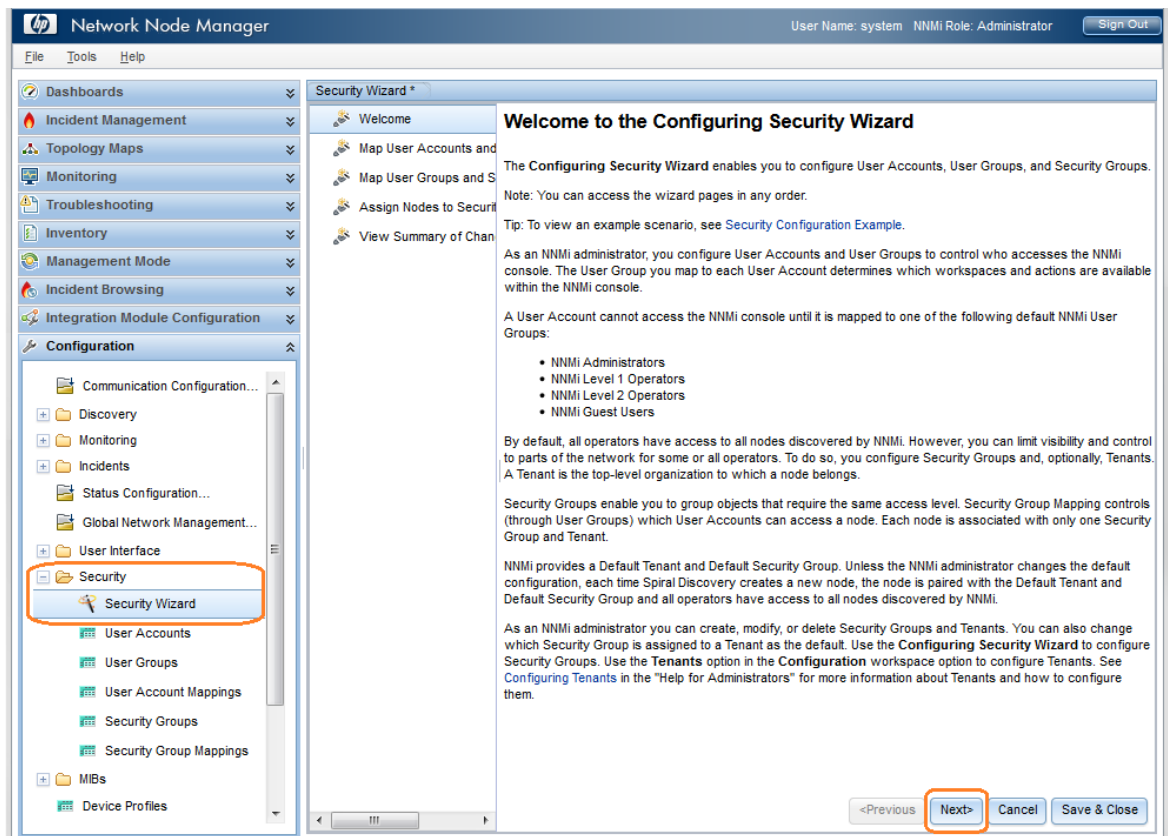 hp Network Node Manager User Name: system NNMi Role: Administrator Sign Out
File Tools Help
Dashboards
Incident Management
Topology Maps
Monitoring
Troubleshooting
Inventory
Management Mode
Incident Browsing
Integration Module Configuration
Configuration
Communication Configuration...
Discovery
Monitoring
Incidents
Status Configuration...
Global Network Management...
User Interface
Security
Security Wizard
User Accounts
User Groups
User Account Mappings
Security Groups
Security Group Mappings
MIBs
Device Profiles
Security Wizard *
Welcome
Map User Accounts and
Map User Groups and S
Assign Nodes to Securit
View Summary of Chan
Welcome to the Configuring Security Wizard
The Configuring Security Wizard enables you to configure User Accounts, User Groups, and Security Groups.
Note: You can access the wizard pages in any order.
Tip: To view an example scenario, see Security Configuration Example.
As an NNMi administrator, you configure User Accounts and User Groups to control who accesses the NNMi
console. The User Group you map to each User Account determines which workspaces and actions are available
within the NNMi console.
A User Account cannot access the NNMi console until it is mapped to one of the following default NNMi User
Groups:
• NNMi Administrators
• NNMi Level 1 Operators
• NNMi Level 2 Operators
• NNMi Guest Users
By default, all operators have access to all nodes discovered by NNMi. However, you can limit visibility and control
to parts of the network for some or all operators. To do so, you configure Security Groups and, optionally, Tenants.
A Tenant is the top-level organization to which a node belongs.
Security Groups enable you to group objects that require the same access level. Security Group Mapping controls
(through User Groups) which User Accounts can access a node. Each node is associated with only one Security
Group and Tenant.
NNMi provides a Default Tenant and Default Security Group. Unless the NNMi administrator changes the default
configuration, each time Spiral Discovery creates a new node, the node is paired with the Default Tenant and
Default Security Group and all operators have access to all nodes discovered by NNMi.
As an NNMi administrator you can create, modify, or delete Security Groups and Tenants. You can also change
which Security Group is assigned to a Tenant as the default. Use the Configuring Security Wizard to configure
Security Groups. Use the Tenants option in the Configuration workspace option to configure Tenants. See
Configuring Tenants in the "Help for Administrators" for more information about Tenants and how to configure
them.
<Previous Next> Cancel Save & Close